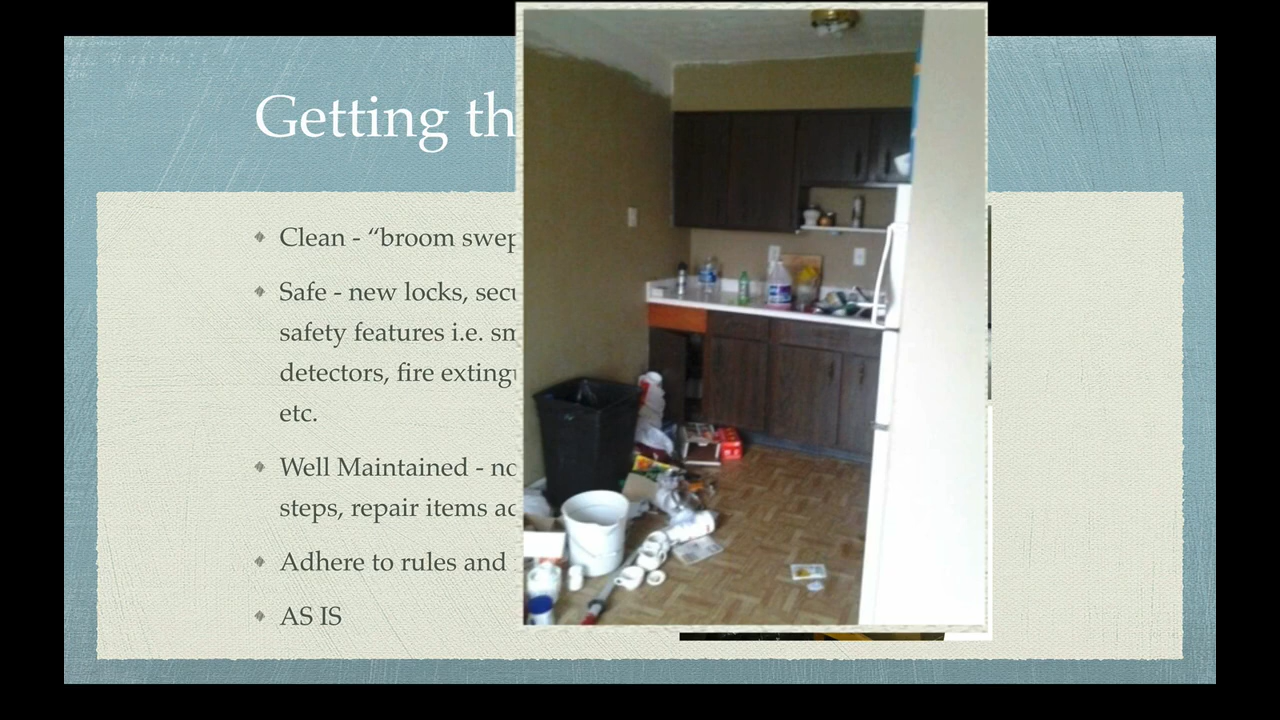 Getting th
Clean - “broom swep
Safe - new locks, secu
safety features i.e. sm
detectors, fire extingu
etc.
Well Maintained - no
steps, repair items ac
Adhere to rules and
AS IS